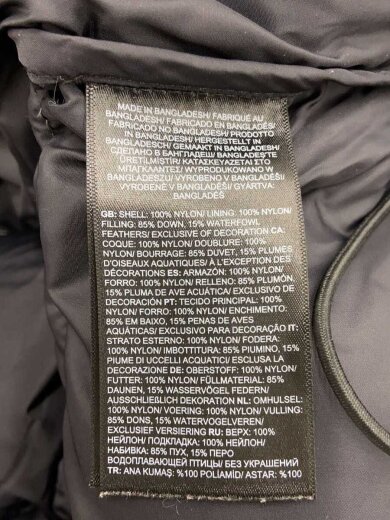 MADE IN BANGLADESH/ FABRIQUÉ AU
BANGLADESH/ FABRICADO EN BANGLADÉS/
FABRICADO NO BANGLADESH/ PRODOTTO
IN BANGLADESH/ HERGESTELLT IN
BANGLADESCH/ GEMAAKT IN BANGLADESH/
СДЕЛАНО В БАНГЛАДЕШ/ BANGLADEŞ'TE
ÜRETİLMİŞTİR/ ΚΑΤΑΣΚΕΥΑΖΕΤΑΙ ΣΤΟ
ΜΠΑΓΚΛΑΝΤΕΣ/ WYPRODUKOWANO W
BANGLADESZU/ VYROBENO V BANGLADÉŠI/
VYROBENÉ V BANGLADÉŠI/ GYÁRTVA:
BANGLADÉS
GB: SHELL: 100% NYLON/ LINING: 100% NYLON/
FILLING: 85% DOWN, 15% WATERFOWL
FEATHERS/ EXCLUSIVE OF DECORATION CA:
COQUE: 100% NYLON/ DOUBLURE: 100%
NYLON/ BOURRAGE: 85% DUVET, 15% PLUMES
D'OISEAUX AQUATIQUES/ À L'EXCEPTION DES
DÉCORATIONS ES: ARMAZÓN: 100% NYLON/
FORRO: 100% NYLON/ RELLENO: 85% PLUMÓN,
15% PLUMA DE AVE ACUÁTICA/ EXCLUSIVO DE
DECORACIÓN PT: TECIDO PRINCIPAL: 100%
NYLON/ FORRO: 100% NYLON/ ENCHIMENTO:
85% EM BAIXO, 15% PENAS DE AVES
AQUÁTICAS/ EXCLUSIVO PARA DECORAÇÃO IT:
STRATO ESTERNO: 100% NYLON/ FODERA:
100% NYLON/ IMBOTTITURA: 85% PIUMINO, 15%
PIUME DI UCCELLI ACQUATICI/ ESCLUSA LA
DECORAZIONE DE: OBERSTOFF: 100% NYLON/
FUTTER: 100% NYLON/ FÜLLMATERIAL: 85%
DAUNEN, 15% WASSERVÖGEL FEDERN/
AUSSCHLIEẞLICH DEKORATION NL: OMHULSEL:
100% NYLON/ VOERING: 100% NYLON/ VULLING:
85% DONS, 15% WATERVOGELVEREN/
EXCLUSIEF VERSIERING RU: ВЕРХ: 100%
НЕЙЛОН/ ПОДКЛАДКА: 100% НЕЙЛОН/
НАБИВКА: 85% ПУХ, 15% ПЕРО
ВОДОПЛАВАЮЩЕЙ ПТИЦЫ/ БЕЗ УКРАШЕНИЙ
TR: ANA KUMAŞ: %100 POLİAMİD/ ASTAR: %100